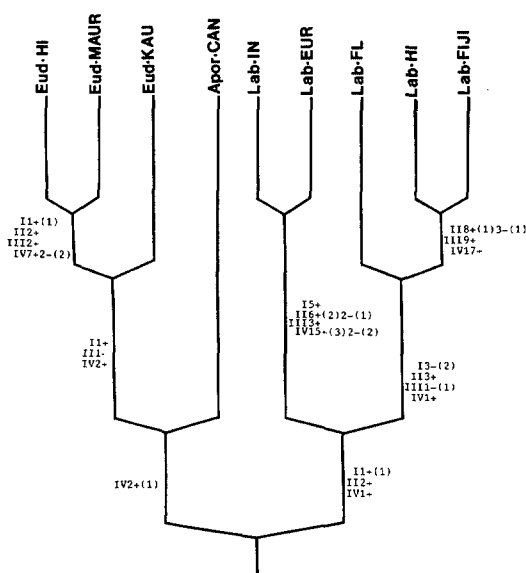 Eud·HI
Eud·MAUR
Eud·KAU
Apor·CAN
Lab·IN
Lab·EUR
Lab·FL
Lab·HI
Lab·FIJI
I1+(1)
II2+
III2+
IV7+2-(2)
II8+(1)3-(1)
III9+
IV17+
I1+
II1-
IV2+
I5+
II6+(2)2-(1)
III3+
IV15+(3)2-(2)
I3-(2)
II3+
III1-(1)
IV1+
IV2+(1)
I1+(1)
II2+
IV1+